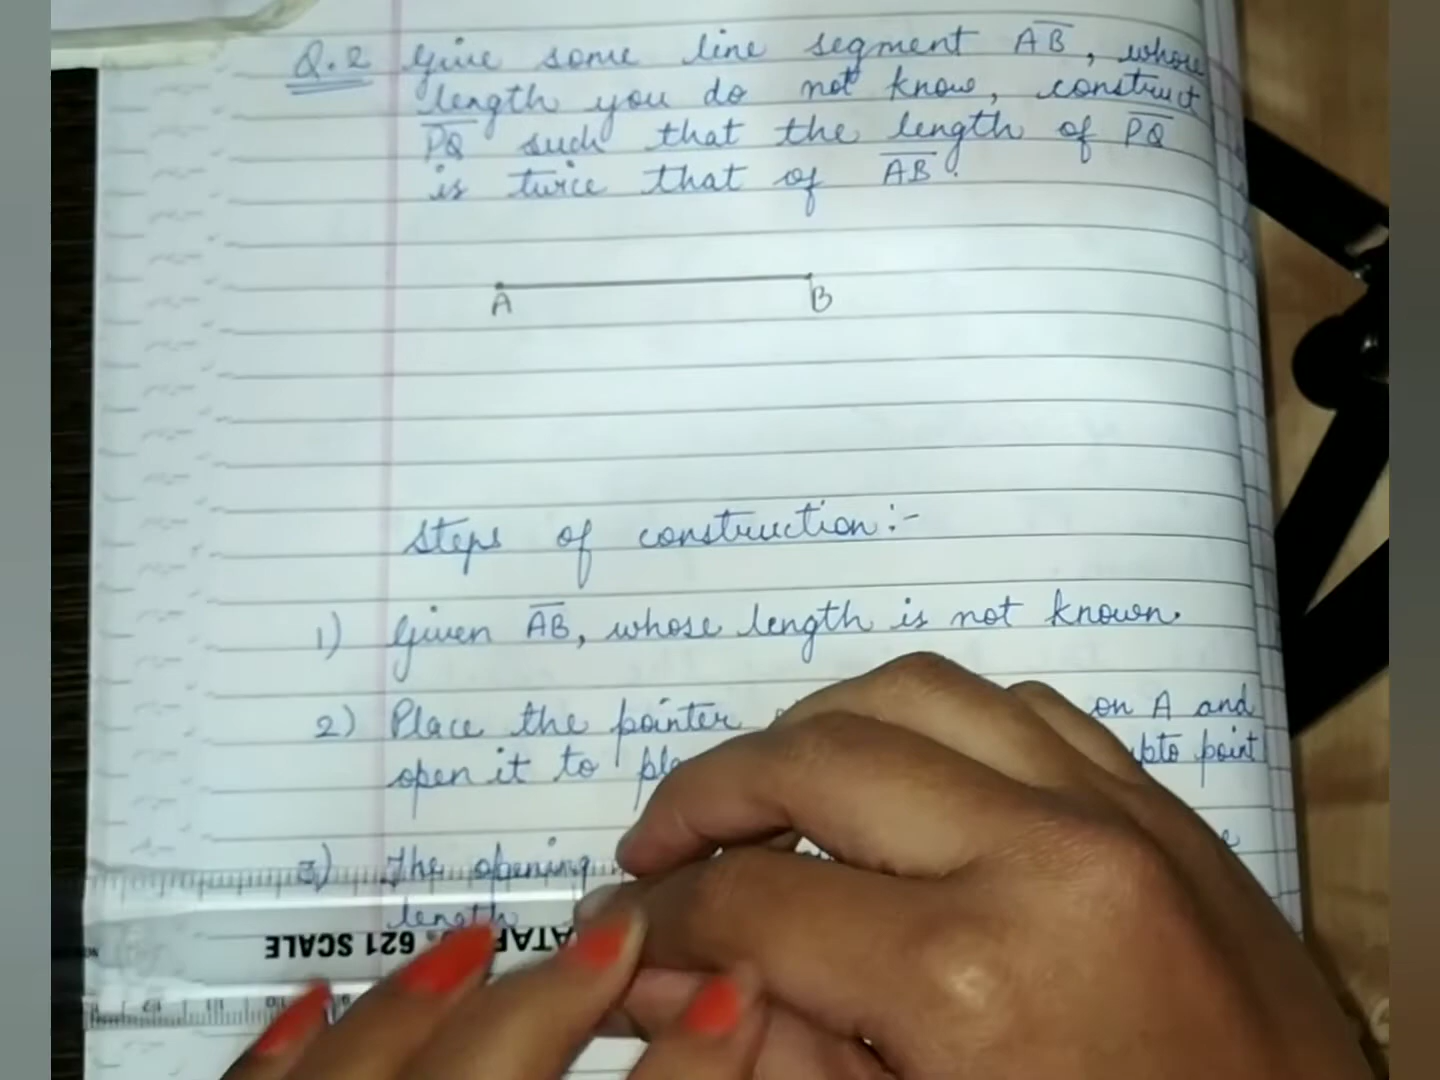 Q.2 Give some line segment AB, whose
length you do not know, construct
PQ such that the length of PQ
is twice that of AB.
A B
Steps of construction:-
1) Given AB, whose length is not known.
2) Place the pointer on A and
open it to upto point
3) The opening
length
621 SCALE